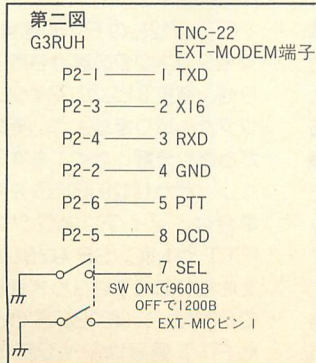 第二図
G3RUH
TNC-22
EXT-MODEM端子
P2-1 1 TXD
P2-3 2 X16
P2-4 3 RXD
P2-2 4 GND
P2-6 5 PTT
P2-5 8 DCD
7 SEL
SW ONで9600B
OFFで1200B
EXT-MICピン1